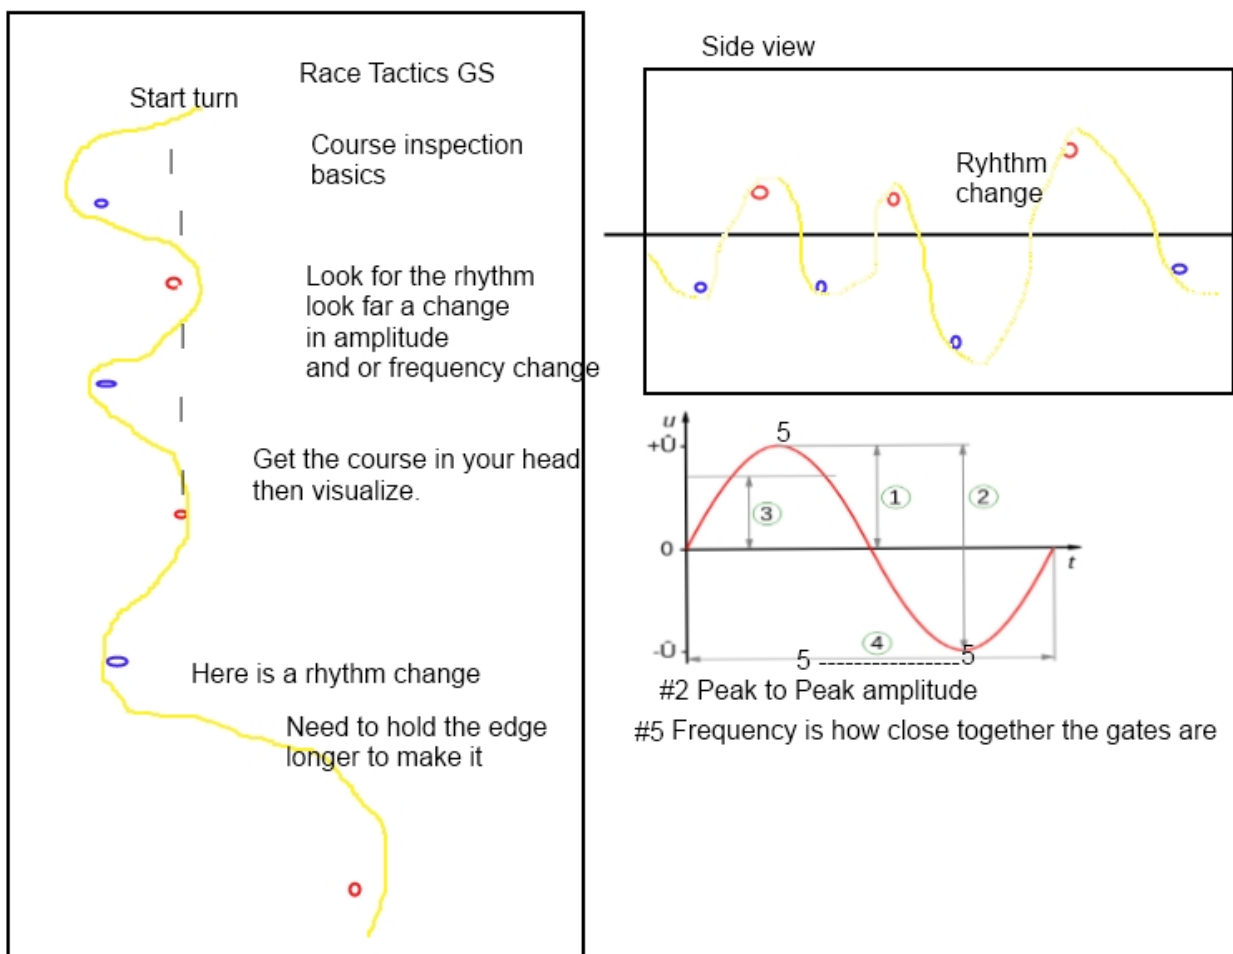 Race Tactics GS
Start turn
Course inspection
basics
Look for the rhythm
look far a change
in amplitude
and or frequency change
Get the course in your head
then visualize.
Here is a rhythm change
Need to hold the edge
longer to make it
Side view
Ryhthm
change
u
+Û
5
1
2
3
0
t
4
-Û
5 ---------------5
#2 Peak to Peak amplitude
#5 Frequency is how close together the gates are